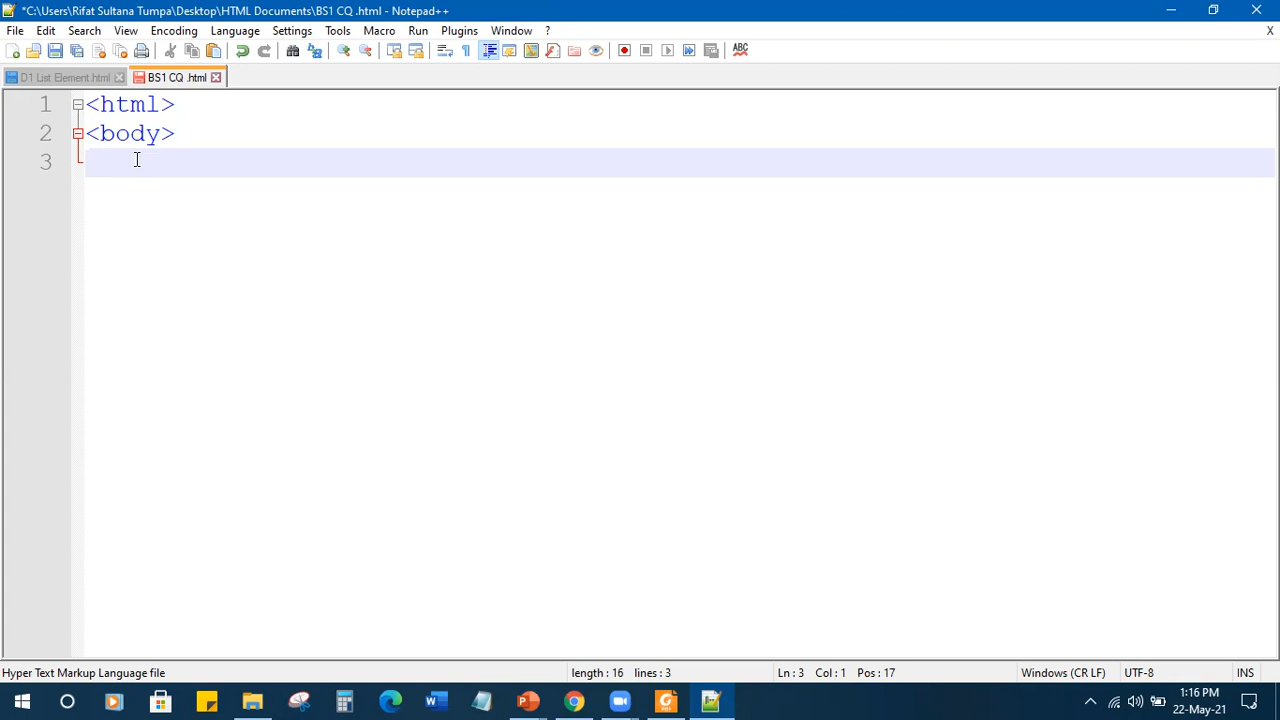 *C:\Users\Rifat Sultana Tumpa\Desktop\HTML Documents\BS1 CQ .html - Notepad++
File Edit Search View Encoding Language Settings Tools Macro Run Plugins Window ? X
ABC
D1 List Element.html BS1 CQ .html
1 <html>
2 <body>
3
Hyper Text Markup Language file length : 16 lines : 3 Ln : 3 Col : 1 Pos : 17 Windows (CR LF) UTF-8 INS
1:16 PM
22-May-21